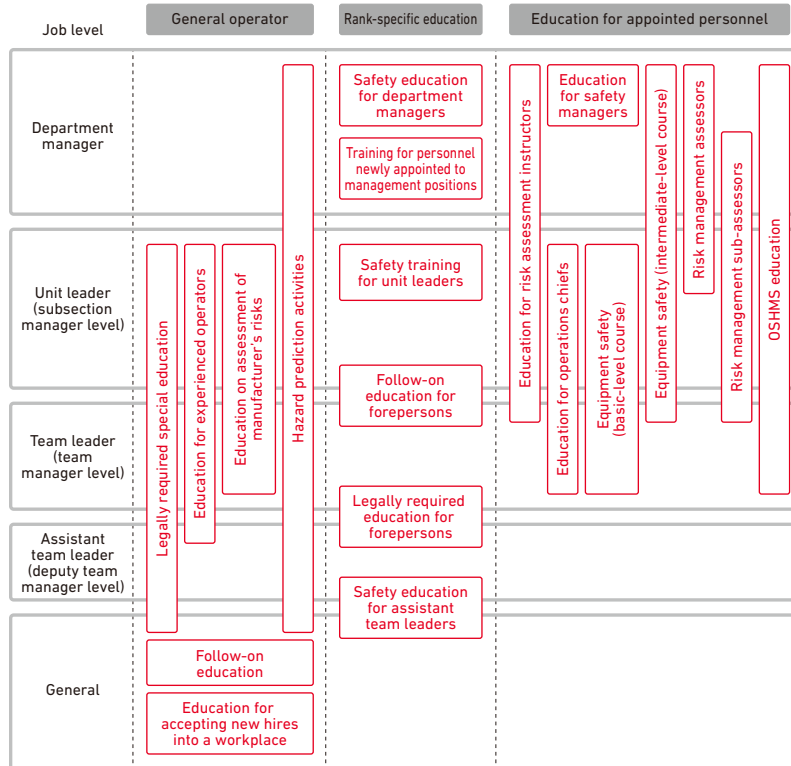 Job level
General operator
Rank-specific education
Education for appointed personnel
Department
manager
Unit leader
(subsection
manager level)
Team leader
(team
manager level)
Assistant
team leader
(deputy team
manager level)
General
Legally required special education
Education for experienced operators
Education on assessment of
manufacturer's risks
Hazard prediction activities
Follow-on
education
Education for
accepting new hires
into a workplace
Safety education
for department
managers
Training for personnel
newly appointed to
management positions
Safety training
for unit leaders
Follow-on
education for
forepersons
Legally required
education for
forepersons
Safety education
for assistant
team leaders
Education for risk assessment instructors
Education
for safety
managers
Education for operations chiefs
Equipment safety
(basic-level course)
Equipment safety (intermediate-level course)
Risk management assessors
Risk management sub-assessors
OSHMS education